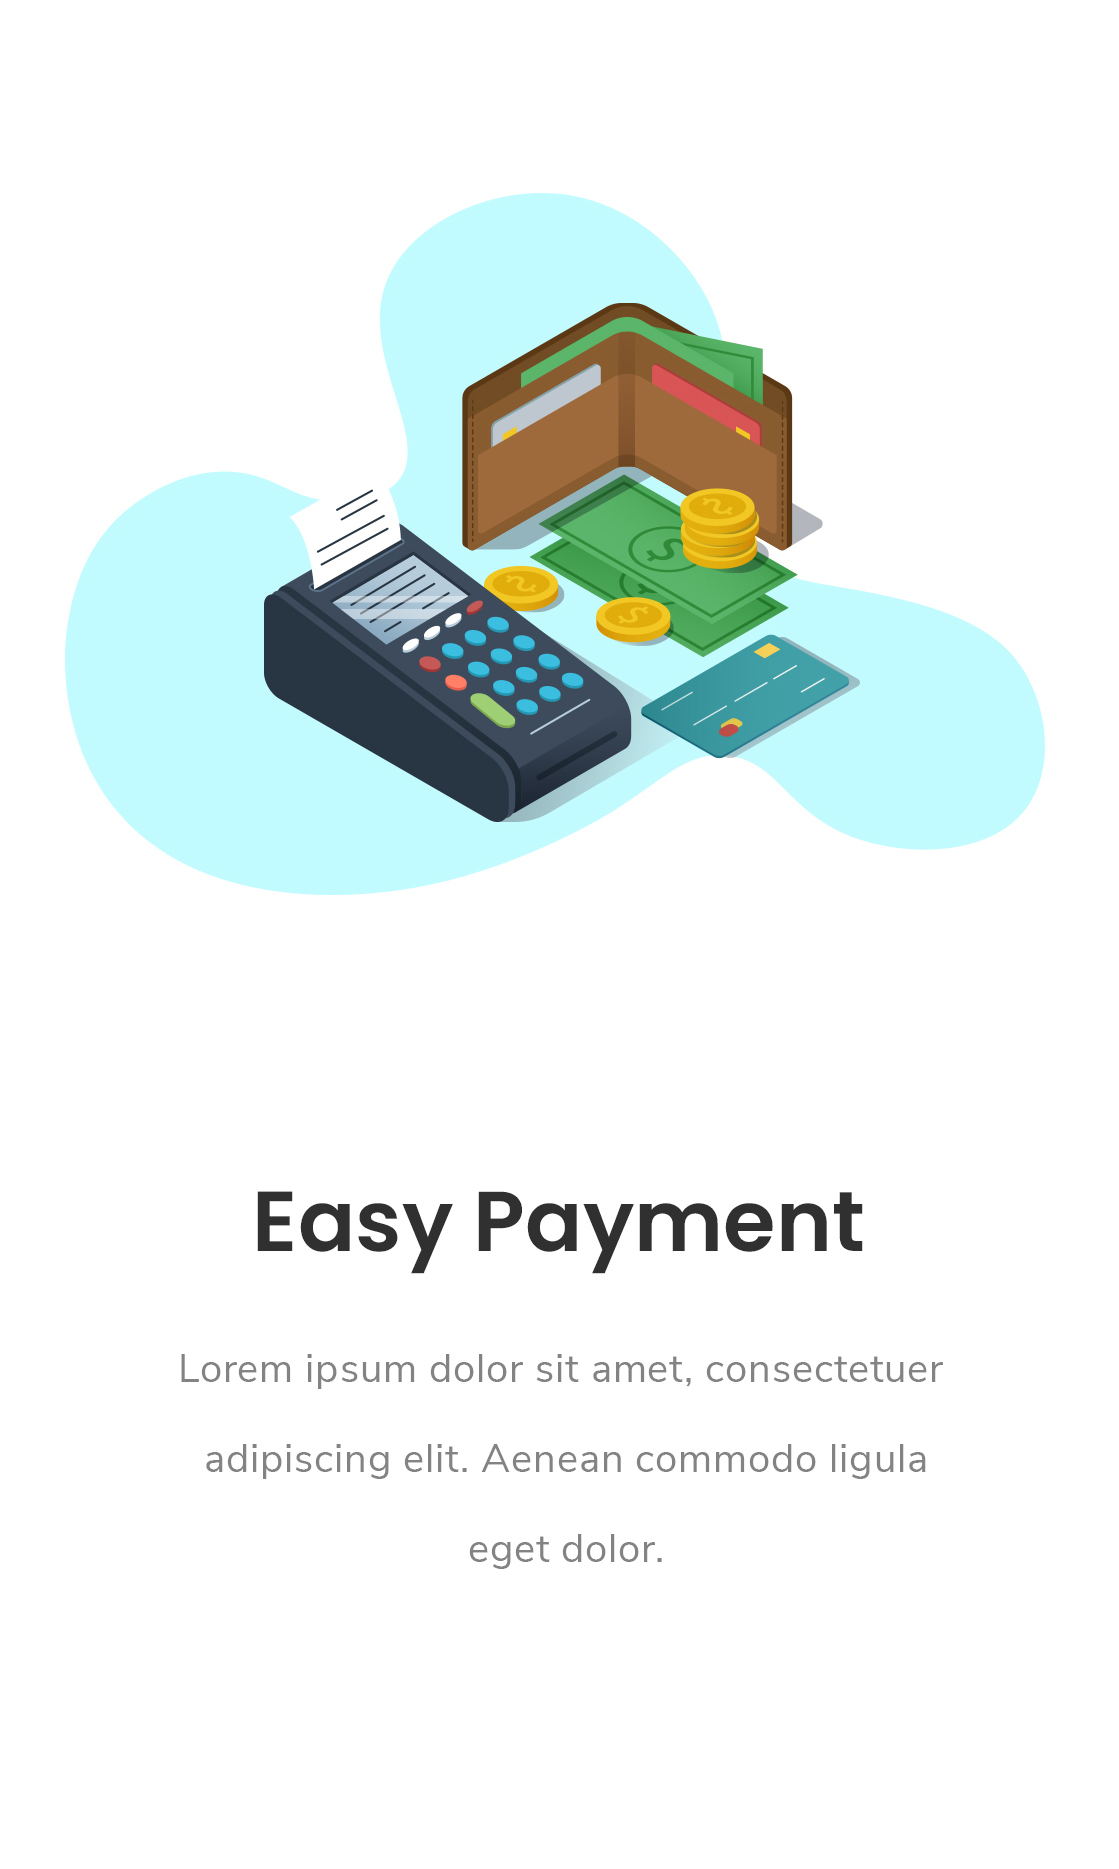 Easy Payment
Lorem ipsum dolor sit amet, consectetuer
adipiscing elit. Aenean commodo ligula
eget dolor.